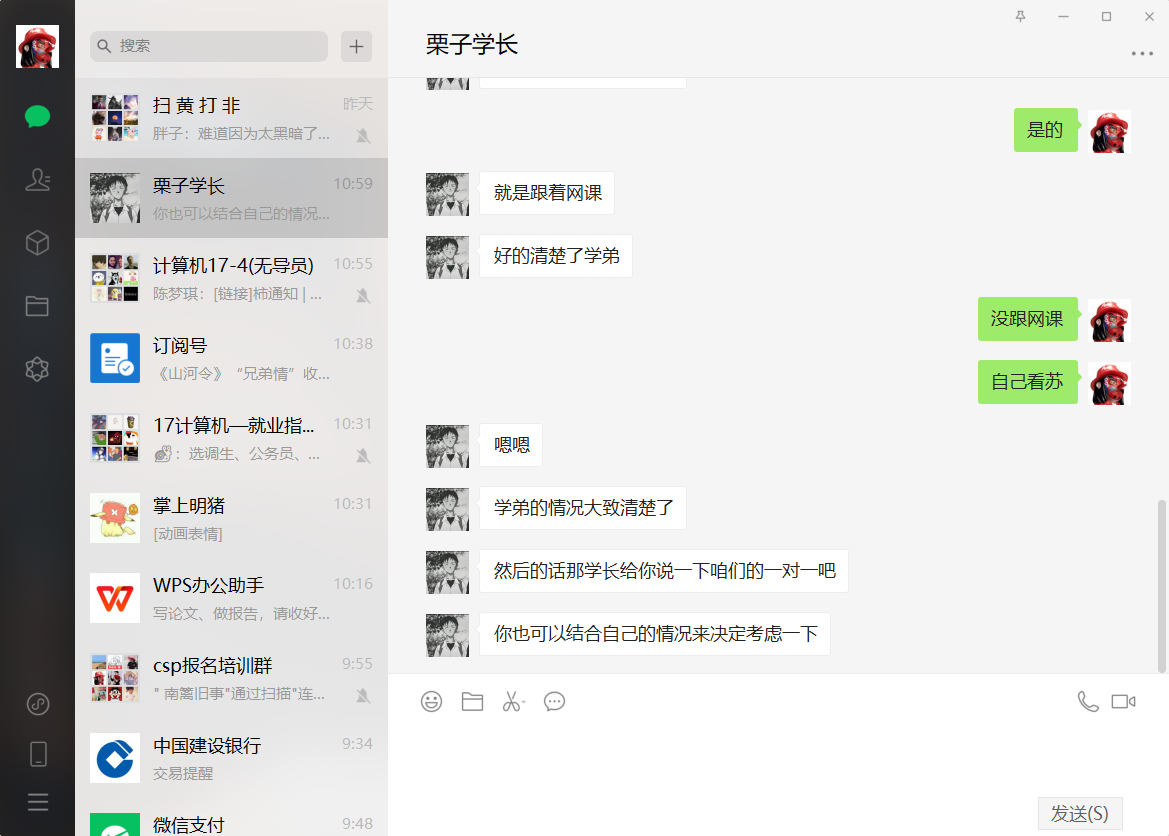 搜索
扫 黄 打 非
昨天
胖子：难道因为太黑暗了...
栗子学长
10:59
你也可以结合自己的情况...
计算机17-4(无导员)
10:55
陈梦琪：[链接]柿通知 | ...
订阅号
10:38
《山河令》“兄弟情”收...
17计算机—就业指...
10:31
：选调生、公务员、...
掌上明猪
10:31
[动画表情]
WPS办公助手
10:16
写论文、做报告，请收好...
csp报名培训群
9:55
" 南篱旧事"通过扫描"连...
中国建设银行
9:34
交易提醒
微信支付
9:48
栗子学长
是的
就是跟着网课
好的清楚了学弟
没跟网课
自己看苏
嗯嗯
学弟的情况大致清楚了
然后的话那学长给你说一下咱们的一对一吧
你也可以结合自己的情况来决定考虑一下
发送(S)